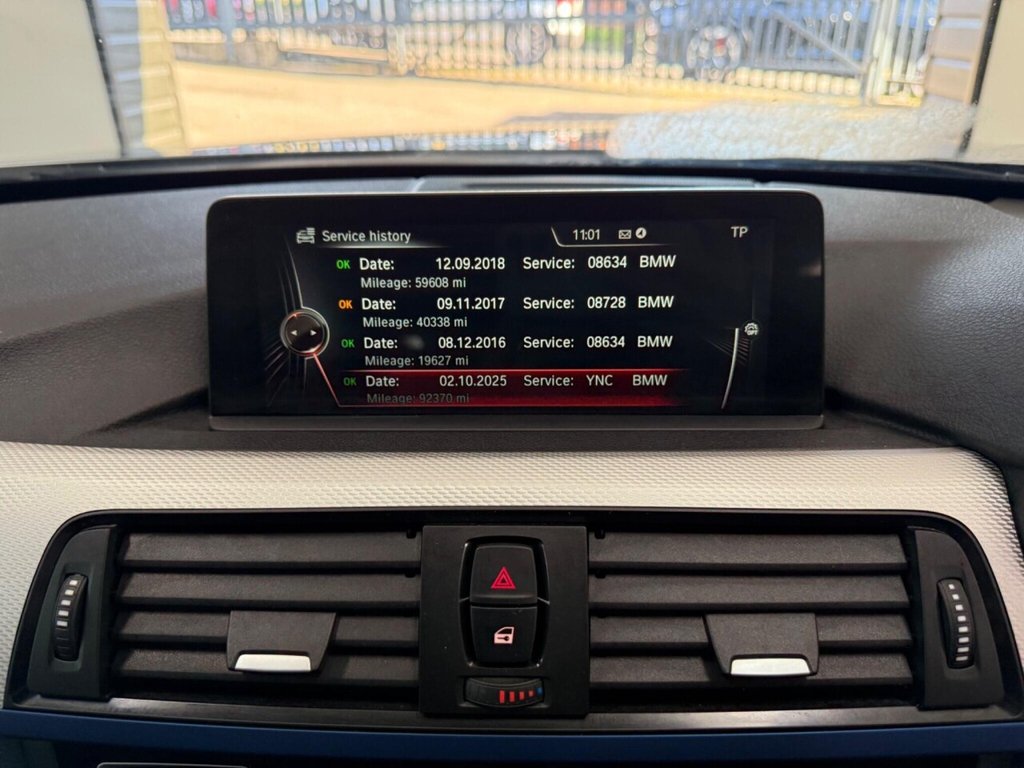 Service history 11:01 TP
OK Date: 12.09.2018 Service: 08634 BMW
Mileage: 59608 mi
OK Date: 09.11.2017 Service: 08728 BMW
Mileage: 40338 mi
OK Date: 08.12.2016 Service: 08634 BMW
Mileage: 19627 mi
OK Date: 02.10.2025 Service: YNC BMW
Mileage: 92370 mi
OFF